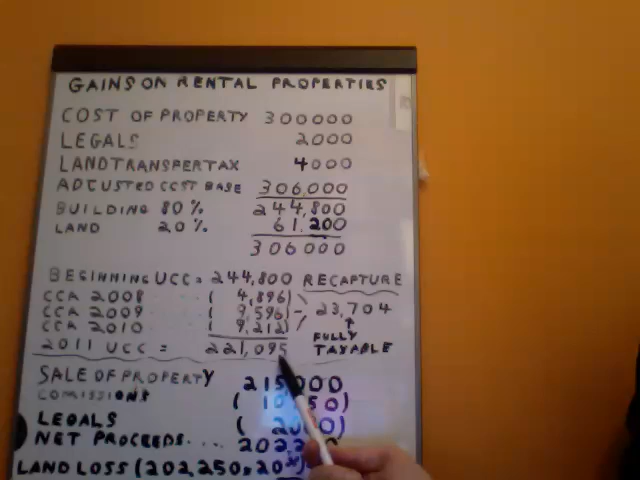 GAINS ON RENTAL PROPERTIES
COST OF PROPERTY 300000
LEGALS 2000
LAND TRANSFER TAX 4000
ADJUSTED COST BASE 306,000
BUILDING 80% 244,800
LAND 20% 61,200
306000
BEGINNING UCC = 244,800 RECAPTURE
CCA 2008 ( 4,896)
CCA 2009 ( 9,596) - 23,704
CCA 2010 ( 9,212) FULLY
2011 UCC = 221,095 TAXABLE
SALE OF PROPERTY 215000
COMISSIONS
LEGALS
NET PROCEEDS....
LAND LOSS (202,250x20%)